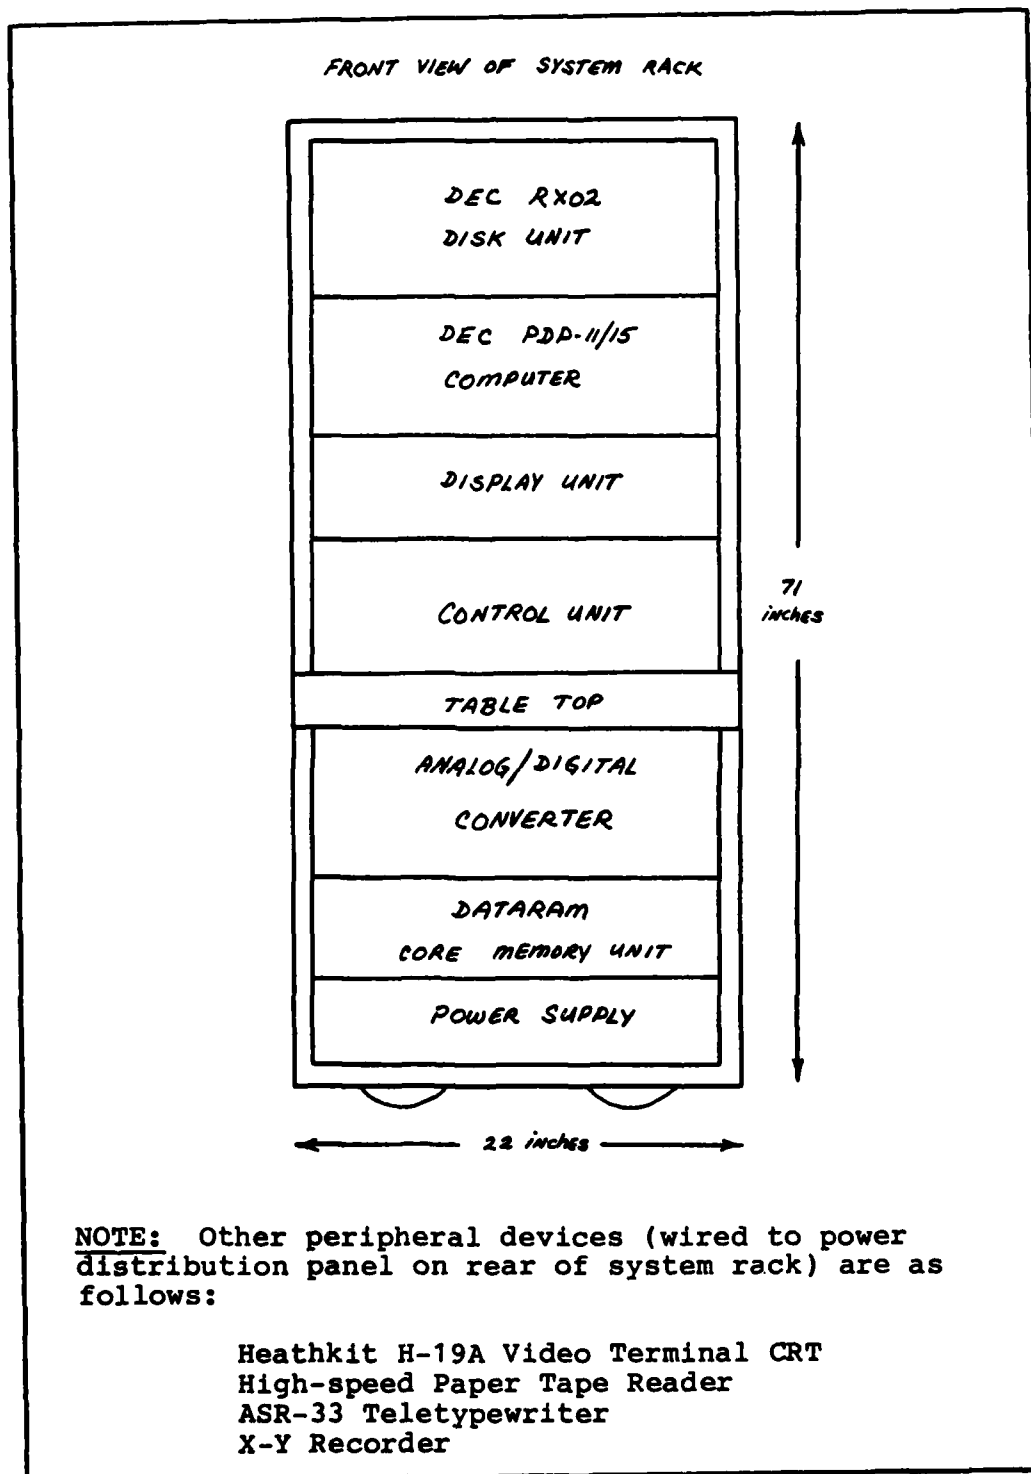 FRONT VIEW OF SYSTEM RACK
DEC RX02
DISK UNIT
DEC PDP-11/15
COMPUTER
DISPLAY UNIT
CONTROL UNIT
71
inches
TABLE TOP
ANALOG/DIGITAL
CONVERTER
DATARAM
CORE MEMORY UNIT
POWER SUPPLY
22 inches
NOTE: Other peripheral devices (wired to power
distribution panel on rear of system rack) are as
follows:
Heathkit H-19A Video Terminal CRT
High-speed Paper Tape Reader
ASR-33 Teletypewriter
X-Y Recorder